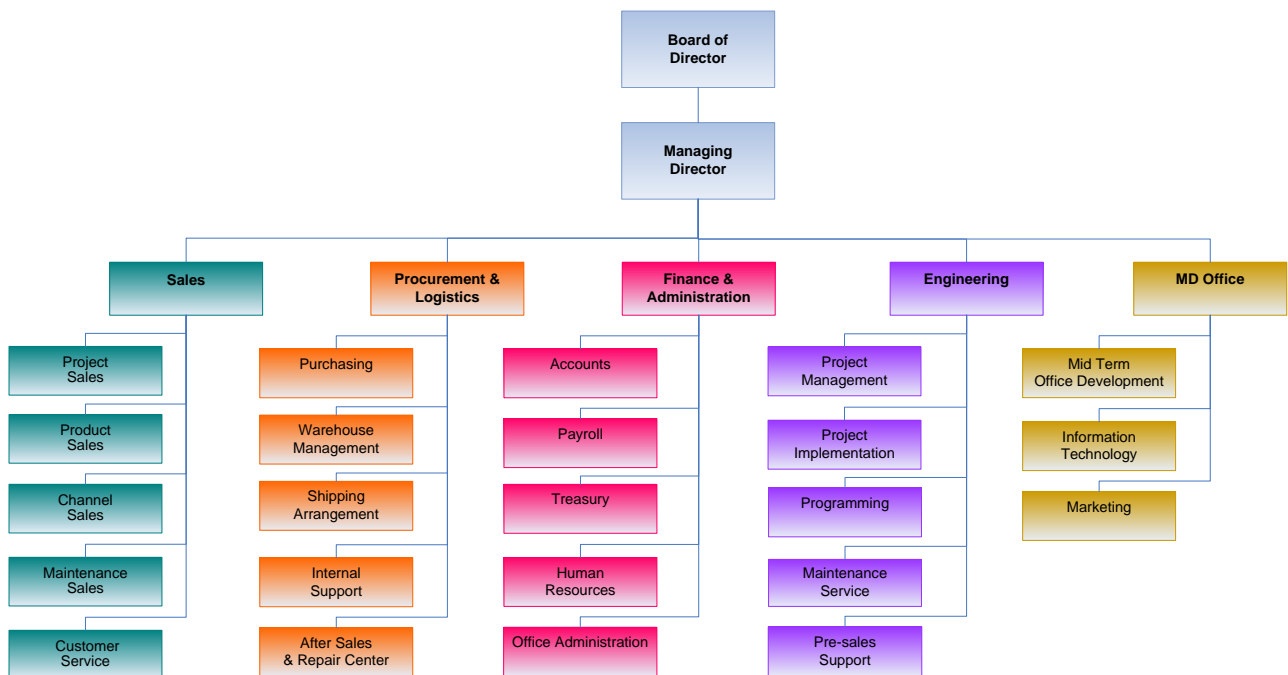 Board of
Director
Managing
Director
Sales
Procurement &
Logistics
Finance &
Administration
Engineering
MD Office
Project
Sales
Product
Sales
Channel
Sales
Maintenance
Sales
Customer
Service
Purchasing
Warehouse
Management
Shipping
Arrangement
Internal
Support
After Sales
& Repair Center
Accounts
Payroll
Treasury
Human
Resources
Office Administration
Project
Management
Project
Implementation
Programming
Maintenance
Service
Pre-sales
Support
Mid Term
Office Development
Information
Technology
Marketing